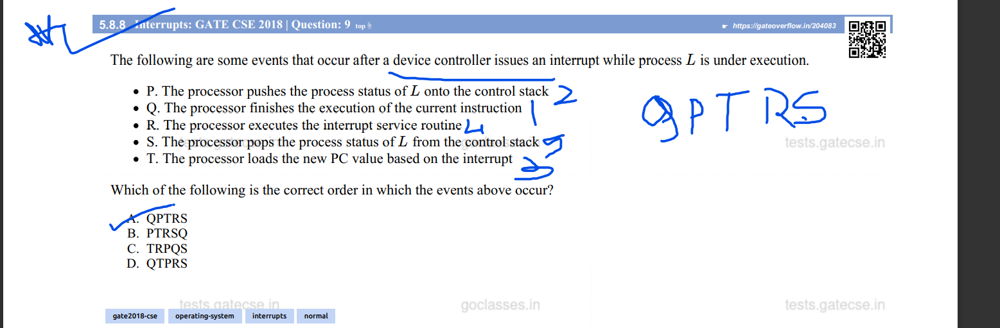 5.8.8 Interrupts: GATE CSE 2018 | Question: 9 top
https://gateoverflow.in/204083
The following are some events that occur after a device controller issues an interrupt while process L is under execution.
• P. The processor pushes the process status of L onto the control stack 2
• Q. The processor finishes the execution of the current instruction 1
• R. The processor executes the interrupt service routine 4
• S. The processor pops the process status of L from the control stack 5
• T. The processor loads the new PC value based on the interrupt 3
QPTRS
tests.gatecse.in goclasses.in tests.gatecse.in
Which of the following is the correct order in which the events above occur?
A. QPTRS
B. PTRSQ
C. TRPQS
D. QTPRS
tests.gatecse.in goclasses.in tests.gatecse.in
gate2018-cse operating-system interrupts normal